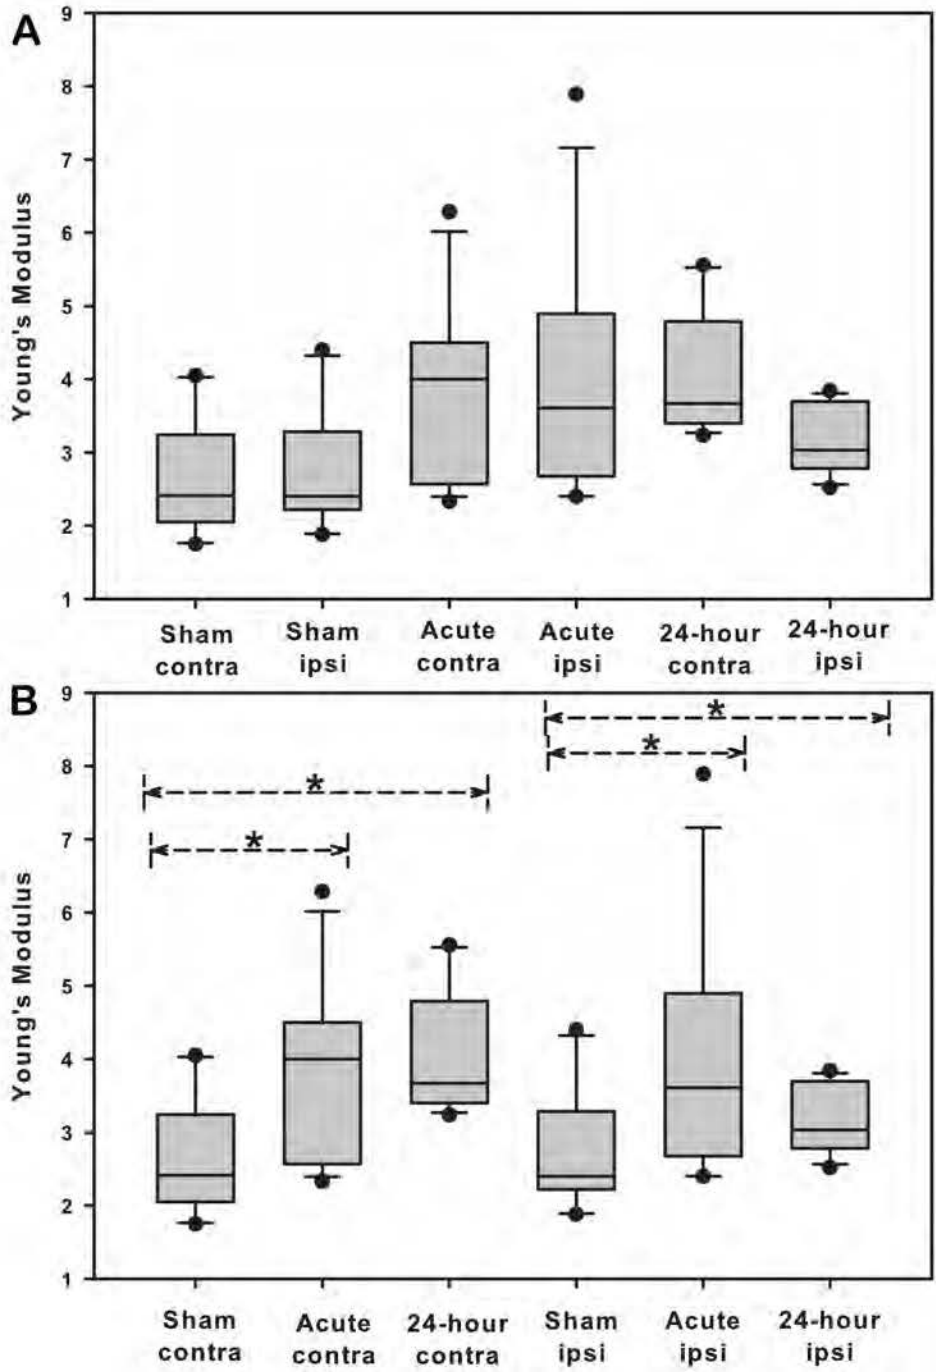 A
9
8
7
6
5
4
3
2
1
Young's Modulus
Sham contra
Sham ipsi
Acute contra
Acute ipsi
24-hour contra
24-hour ipsi
B
9
8
7
6
5
4
3
2
1
Young's Modulus
*
*
*
*
Sham contra
Acute contra
24-hour contra
Sham ipsi
Acute ipsi
24-hour ipsi